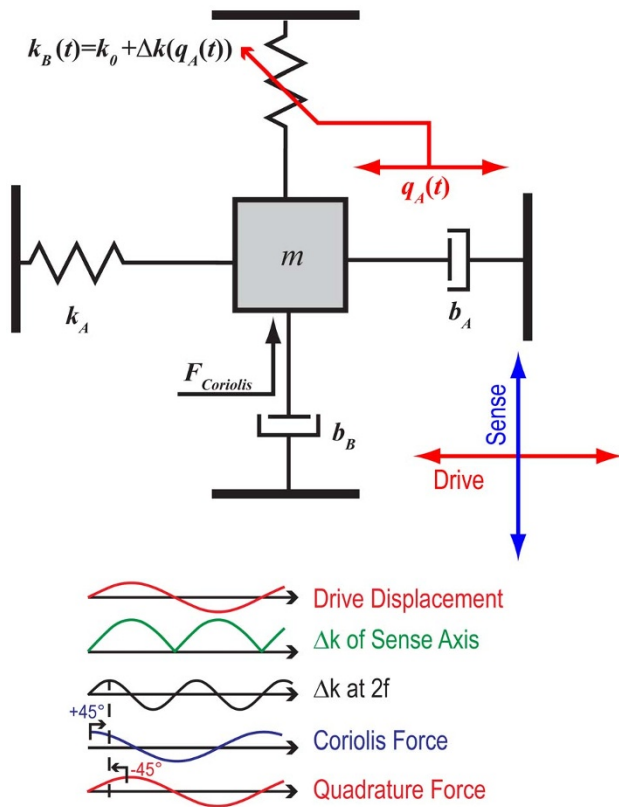 k_B(t)=k_0+Δk(q_A(t))
q_A(t)
m
k_A
b_A
F_Coriolis
b_B
Sense
Drive
Drive Displacement
Δk of Sense Axis
Δk at 2f
+45°
Coriolis Force
-45°
Quadrature Force